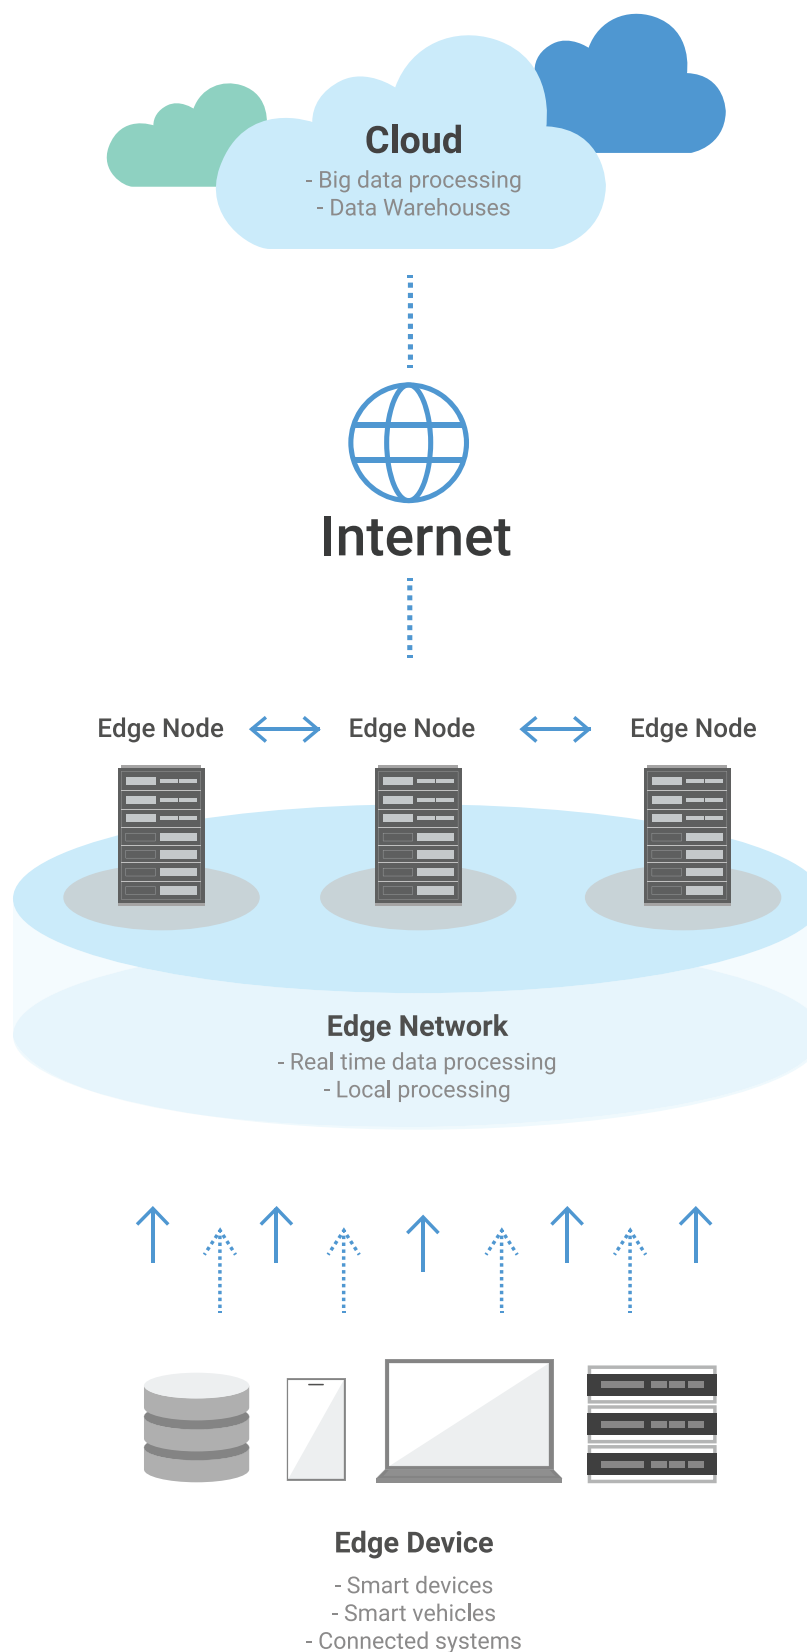 Cloud
- Big data processing
- Data Warehouses
Internet
Edge Node
Edge Node
Edge Node
Edge Network
- Real time data processing
- Local processing
Edge Device
- Smart devices
- Smart vehicles
- Connected systems